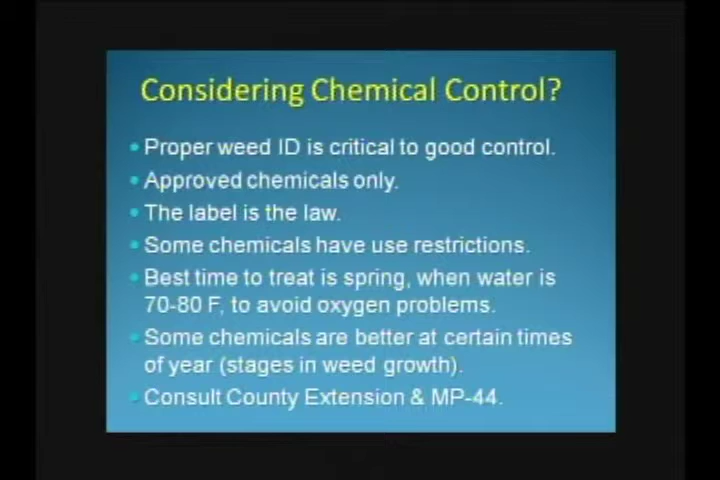 Considering Chemical Control?
• Proper weed ID is critical to good control.
• Approved chemicals only.
• The label is the law.
• Some chemicals have use restrictions.
• Best time to treat is spring, when water is
70-80 F, to avoid oxygen problems.
• Some chemicals are better at certain times
of year (stages in weed growth).
• Consult County Extension & MP-44.